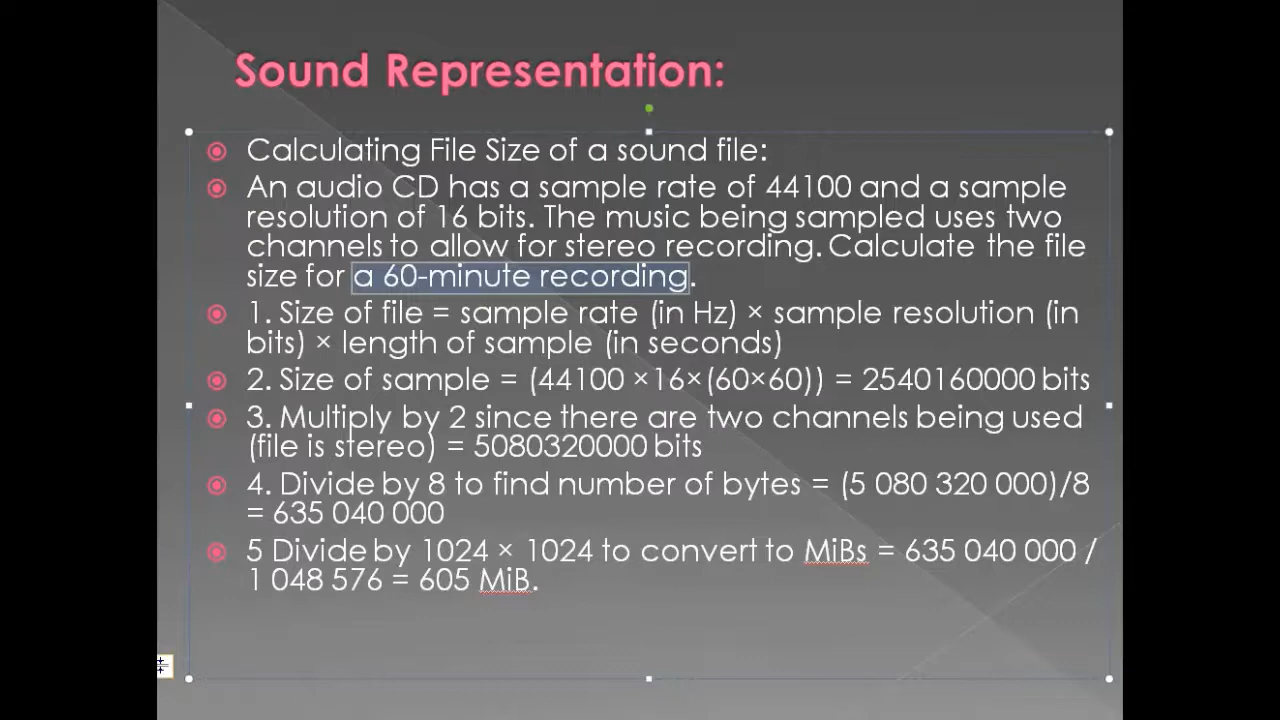 Sound Representation:
Calculating File Size of a sound file:
An audio CD has a sample rate of 44100 and a sample
resolution of 16 bits. The music being sampled uses two
channels to allow for stereo recording. Calculate the file
size for a 60-minute recording.
1. Size of file = sample rate (in Hz) × sample resolution (in
bits) × length of sample (in seconds)
2. Size of sample = (44100 ×16×(60×60)) = 2540160000 bits
3. Multiply by 2 since there are two channels being used
(file is stereo) = 5080320000 bits
4. Divide by 8 to find number of bytes = (5 080 320 000)/8
= 635 040 000
5 Divide by 1024 × 1024 to convert to MiBs = 635 040 000 /
1 048 576 = 605 MiB.